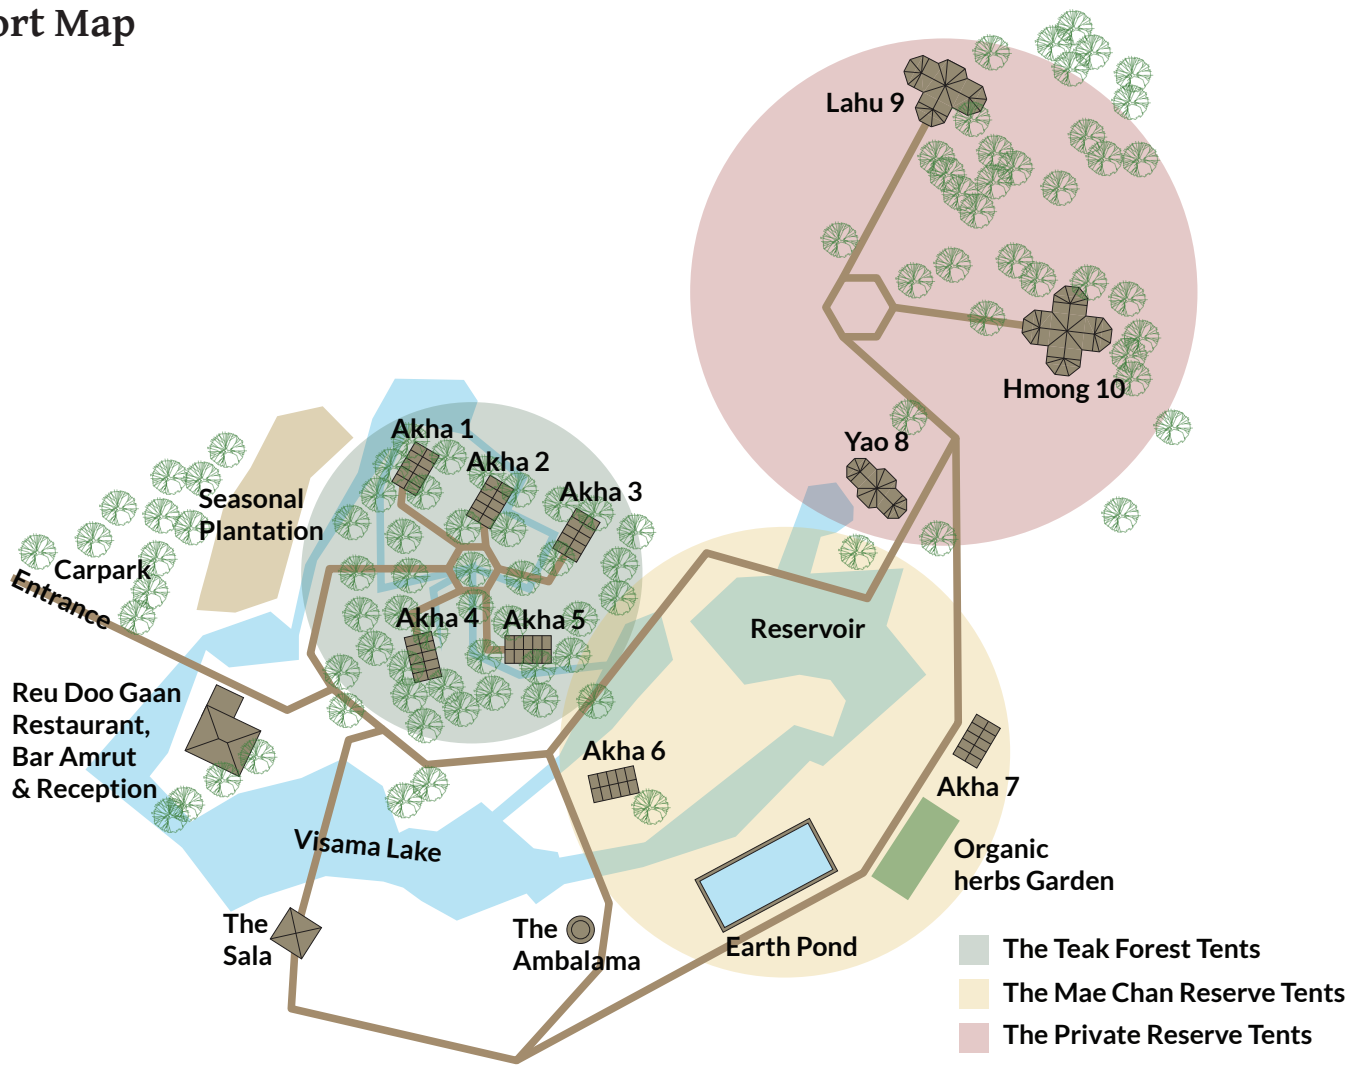 ort Map
Lahu 9
Hmong 10
Yao 8
Akha 1
Akha 2
Akha 3
Seasonal
Plantation
Carpark
Entrance
Akha 4
Akha 5
Reservoir
Reu Doo Gaan
Restaurant,
Bar Amrut
& Reception
Akha 6
Akha 7
Visama Lake
Organic
herbs Garden
The
Sala
The
Ambalama
Earth Pond
The Teak Forest Tents
The Mae Chan Reserve Tents
The Private Reserve Tents